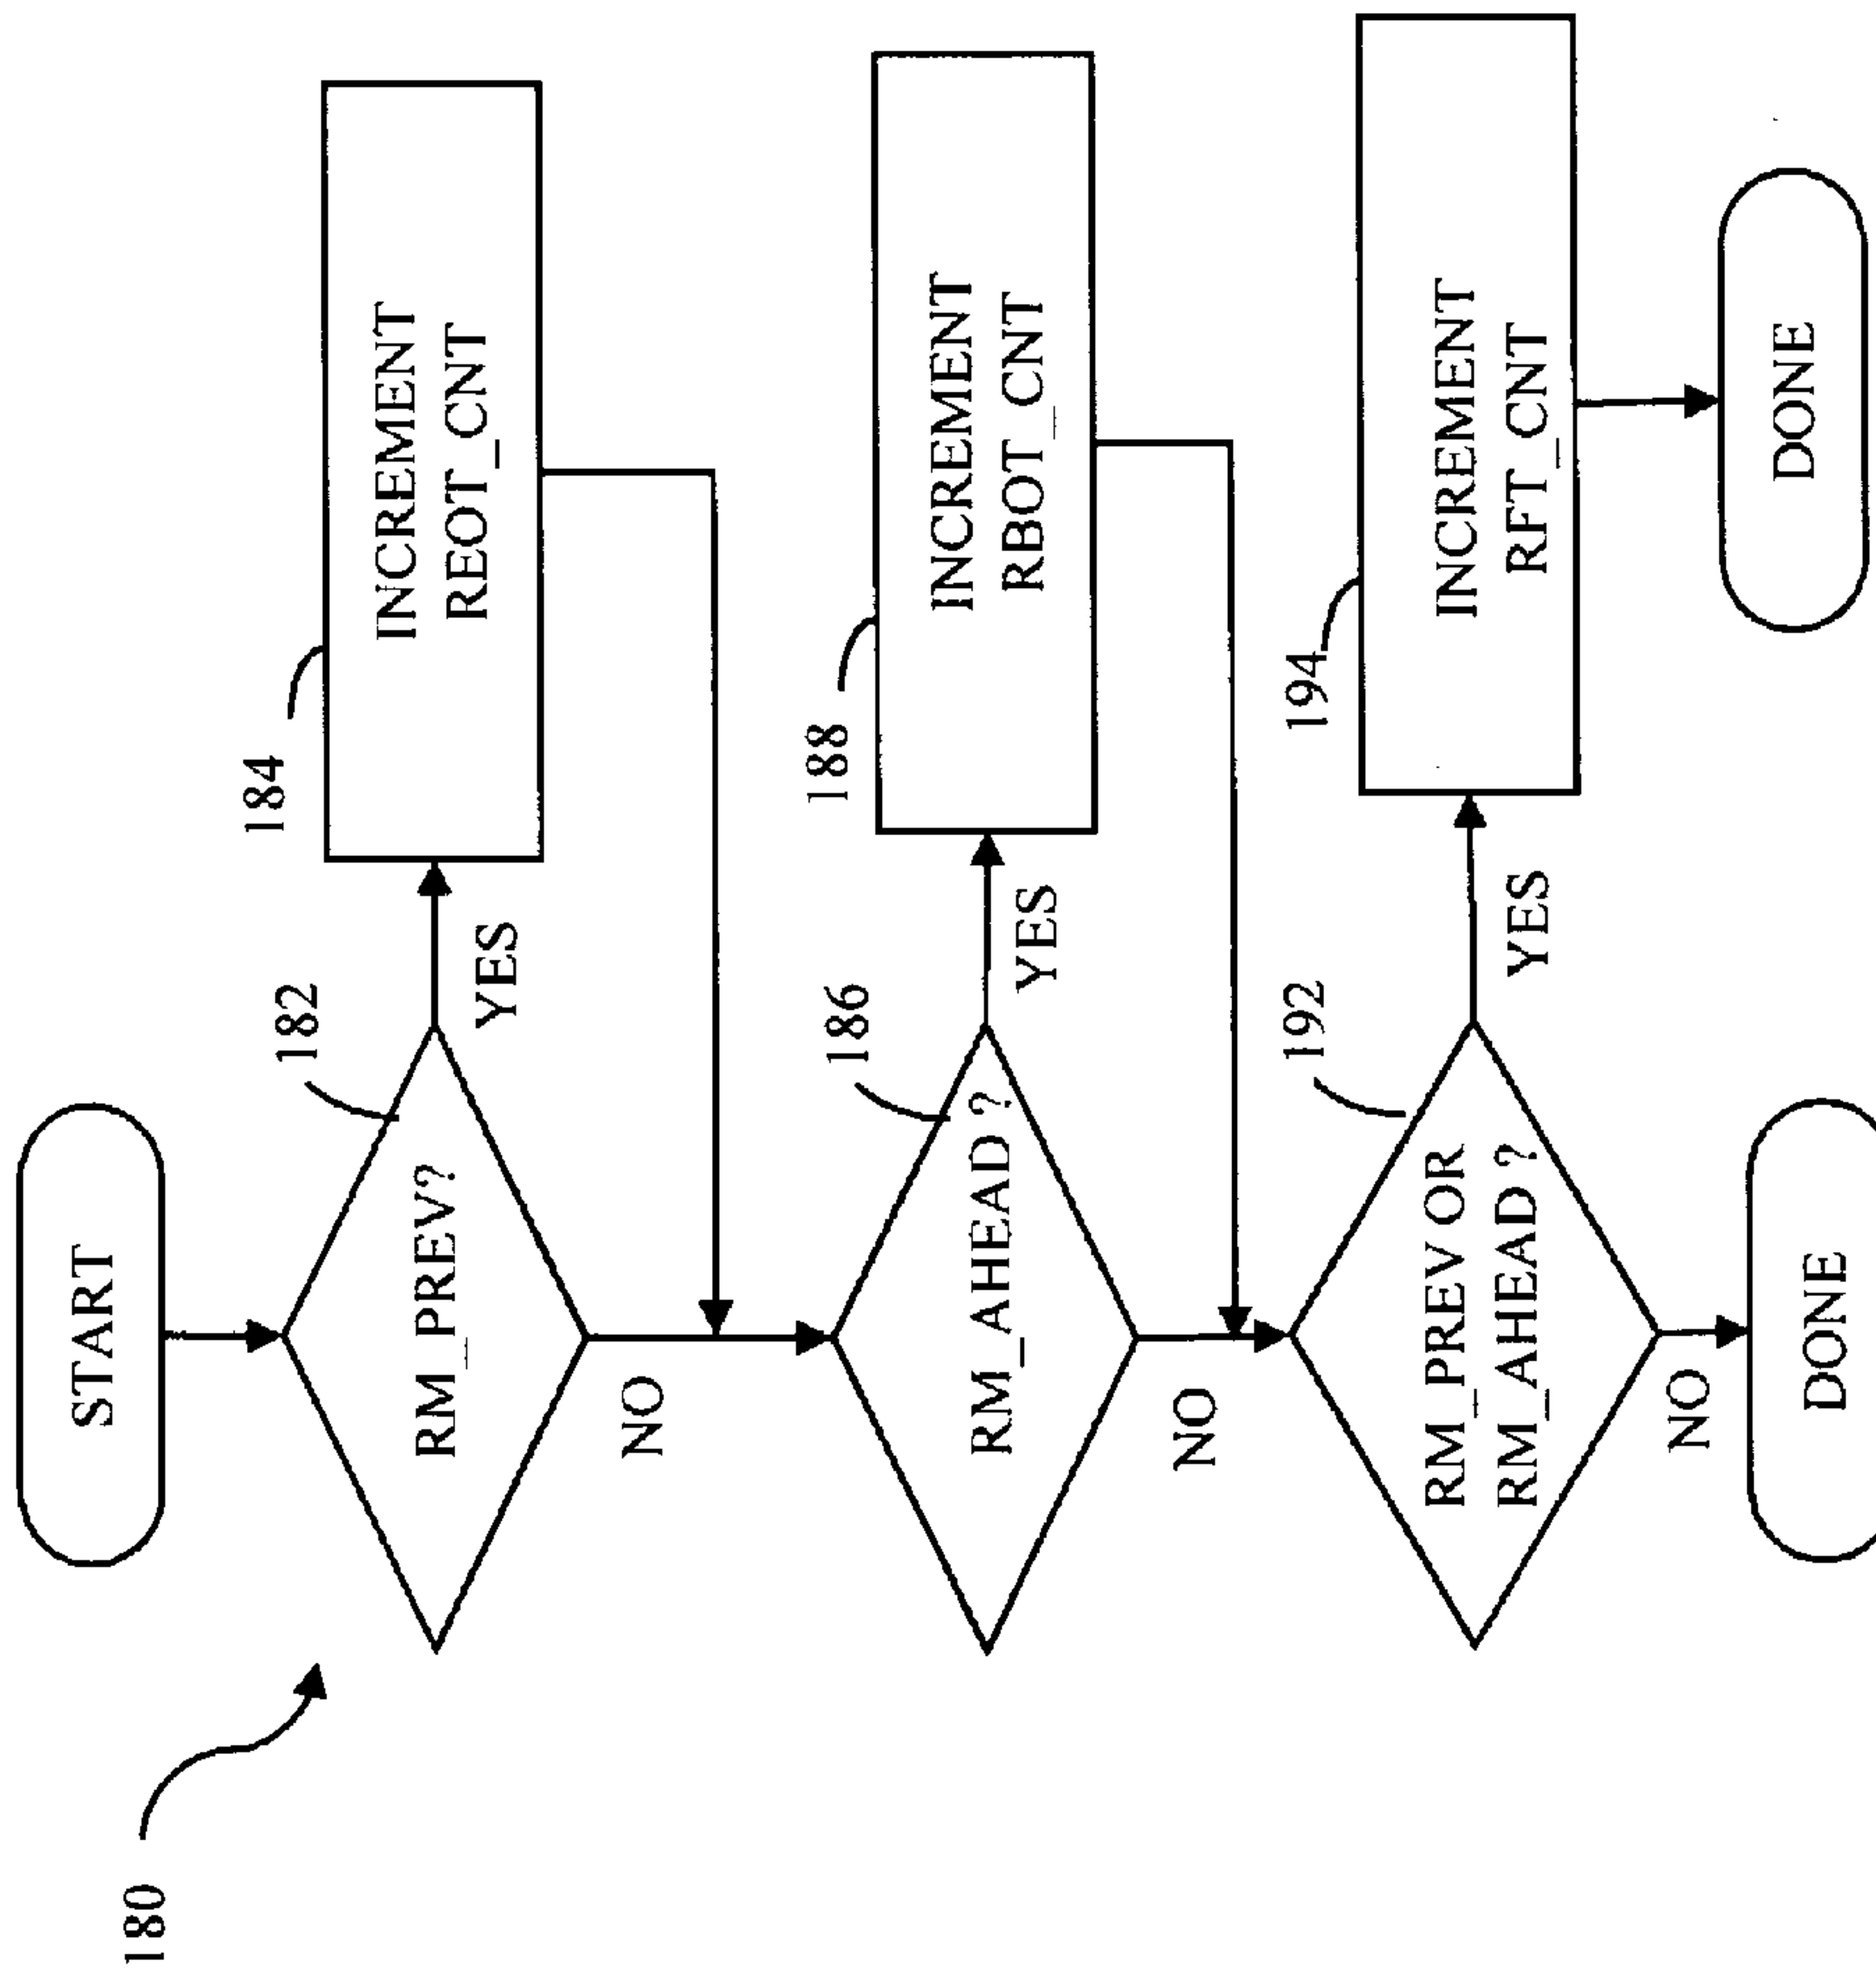 180
START
182
RM_PREV?
YES
NO
184
INCREMENT
REOT_CNT
186
RM_AHEAD ?
YES
NO
188
INCREMENT
RBOT_CNT
192
RM_PREV OR
RM_AHEAD ?
YES
NO
194
INCREMENT
RFT_CNT
DONE
DONE